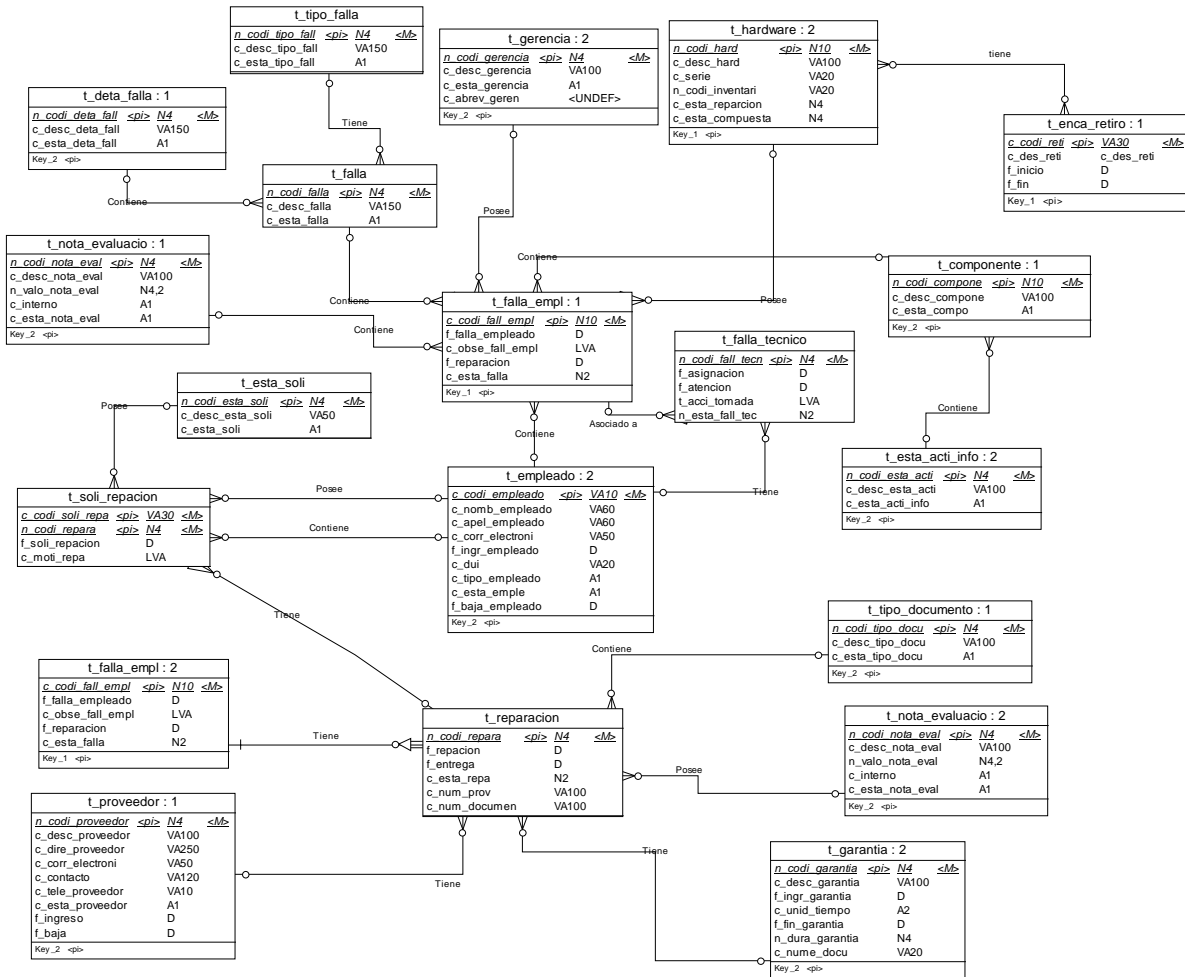 t_tipo_falla
n_codi_tipo_fall <pi> N4 <M>
c_desc_tipo_fall VA150
c_esta_tipo_fall A1
t_gerencia : 2
n_codi_gerencia <pi> N4 <M>
c_desc_gerencia VA100
c_esta_gerencia A1
c_abrev_geren <UNDEF>
Key_2 <pi>
t_hardware : 2
n_codi_hard <pi> N10 <M>
c_desc_hard VA100
c_serie VA20
n_codi_inventari VA20
c_esta_reparcion N4
c_esta_compuesta N4
Key_1 <pi>
tiene
t_deta_falla : 1
n_codi_deta_fall <pi> N4 <M>
c_desc_deta_fall VA150
c_esta_deta_fall A1
Key_2 <pi>
Tiene
t_enca_retiro : 1
c_codi_reti <pi> VA30 <M>
c_des_reti c_des_reti
f_inicio D
f_fin D
Key_1 <pi>
t_falla
n_codi_falla <pi> N4 <M>
c_desc_falla VA150
c_esta_falla A1
Contiene
Posee
t_nota_evaluacio : 1
n_codi_nota_eval <pi> N4 <M>
c_desc_nota_eval VA100
n_valo_nota_eval N4,2
c_interno A1
c_esta_nota_eval A1
Key_2 <pi>
Contiene
t_componente : 1
n_codi_compone <pi> N10 <M>
c_desc_compone VA100
c_esta_compo A1
Key_2 <pi>
Contiene
Posee
t_falla_empl : 1
c_codi_fall_empl <pi> N10 <M>
f_falla_empleado D
c_obse_fall_empl LVA
f_reparacion D
c_esta_falla N2
Key_1 <pi>
Contiene
t_falla_tecnico
n_codi_fall_tecn <pi> N4 <M>
f_asignacion D
f_atencion D
t_acci_tomada LVA
n_esta_fall_tec N2
t_esta_soli
n_codi_esta_soli <pi> N4 <M>
c_desc_esta_soli VA50
c_esta_soli A1
Posee
Asociado a
Contiene
Contiene
t_esta_acti_info : 2
n_codi_esta_acti <pi> N4 <M>
c_desc_esta_acti VA100
c_esta_acti_info A1
Key_2 <pi>
t_empleado : 2
c_codi_empleado <pi> VA10 <M>
c_nomb_empleado VA60
c_apel_empleado VA60
c_corr_electroni VA50
f_ingr_empleado D
c_dui VA20
c_tipo_empleado A1
c_esta_emple A1
f_baja_empleado D
Key_2 <pi>
Tiene
t_soli_repacion
c_codi_soli_repa <pi> VA30 <M>
n_codi_repara <pi> N4 <M>
f_soli_repacion D
c_moti_repa LVA
Posee
Contiene
Tiene
t_tipo_documento : 1
n_codi_tipo_docu <pi> N4 <M>
c_desc_tipo_docu VA100
c_esta_tipo_docu A1
Key_2 <pi>
Contiene
t_falla_empl : 2
c_codi_fall_empl <pi> N10 <M>
f_falla_empleado D
c_obse_fall_empl LVA
f_reparacion D
c_esta_falla N2
Key_1 <pi>
Tiene
t_reparacion
n_codi_repara <pi> N4 <M>
f_repacion D
f_entrega D
c_esta_repa N2
c_num_prov VA100
c_num_documen VA100
t_nota_evaluacio : 2
n_codi_nota_eval <pi> N4 <M>
c_desc_nota_eval VA100
n_valo_nota_eval N4,2
c_interno A1
c_esta_nota_eval A1
Key_2 <pi>
Posee
t_proveedor : 1
n_codi_proveedor <pi> N4 <M>
c_desc_proveedor VA100
c_dire_proveedor VA250
c_corr_electroni VA50
c_contacto VA120
c_tele_proveedor VA10
c_esta_proveedor A1
f_ingreso D
f_baja D
Key_2 <pi>
Tiene
Tiene
t_garantia : 2
n_codi_garantia <pi> N4 <M>
c_desc_garantia VA100
f_ingr_garantia D
c_unid_tiempo A2
f_fin_garantia D
n_dura_garantia N4
c_nume_docu VA20
Key_2 <pi>